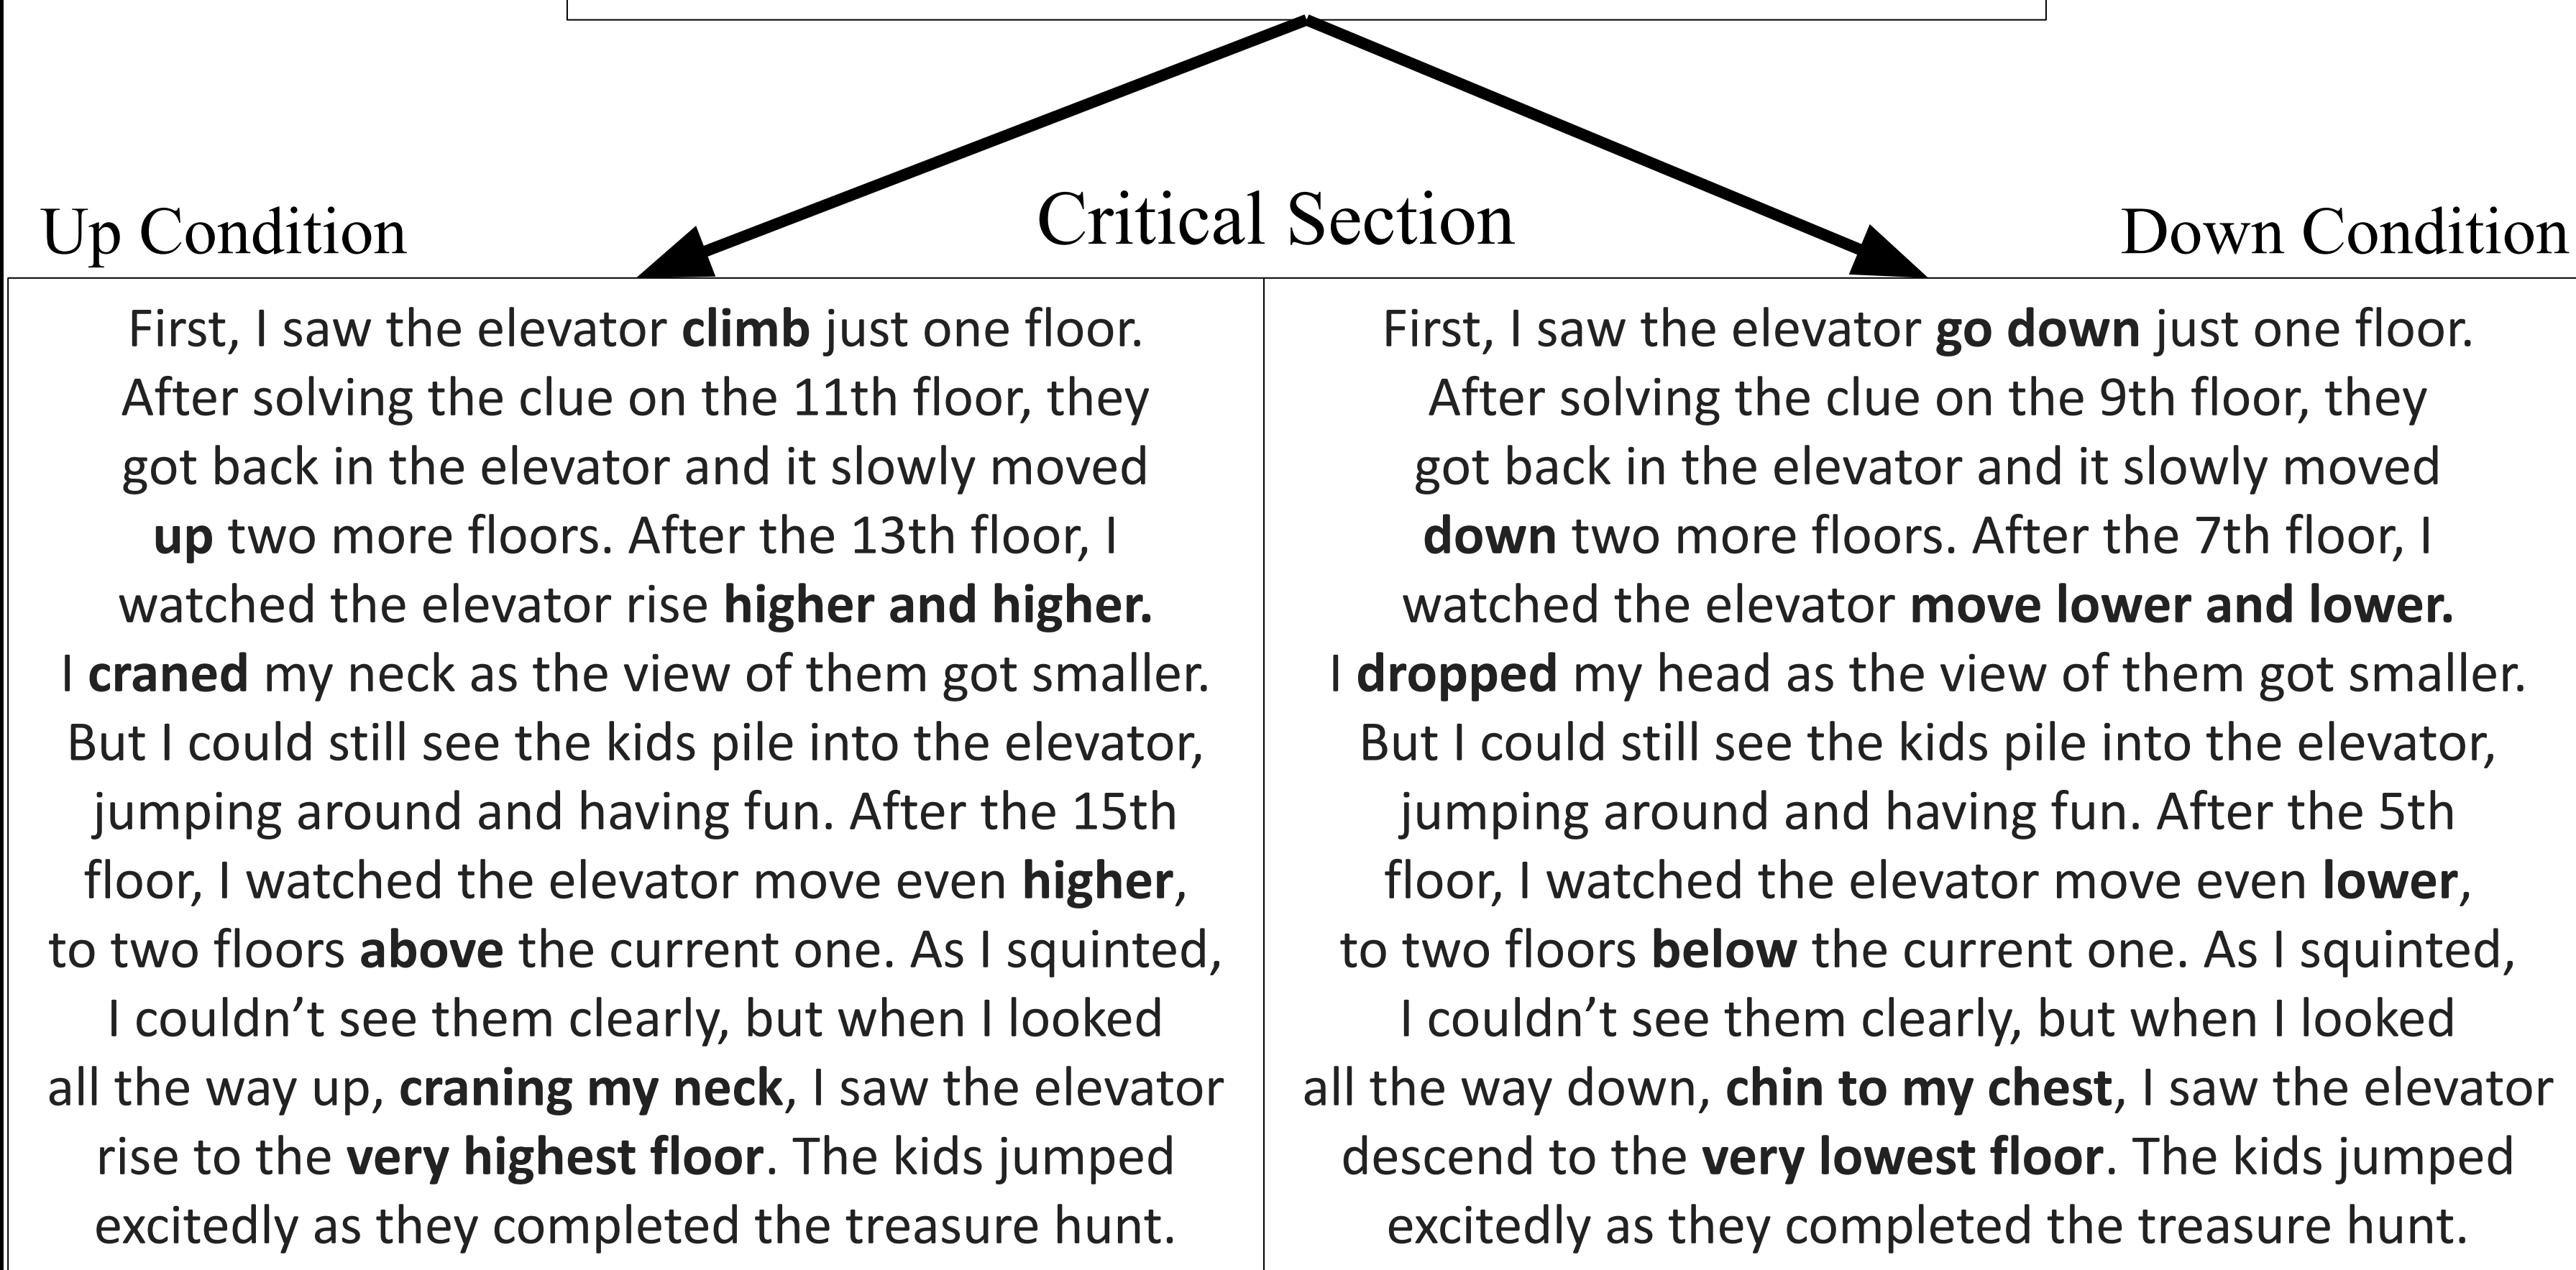 Up Condition
Critical Section
Down Condition
First, I saw the elevator climb just one floor.
After solving the clue on the 11th floor, they
got back in the elevator and it slowly moved
up two more floors. After the 13th floor, I
watched the elevator rise higher and higher.
I craned my neck as the view of them got smaller.
But I could still see the kids pile into the elevator,
jumping around and having fun. After the 15th
floor, I watched the elevator move even higher,
to two floors above the current one. As I squinted,
I couldn’t see them clearly, but when I looked
all the way up, craning my neck, I saw the elevator
rise to the very highest floor. The kids jumped
excitedly as they completed the treasure hunt.
First, I saw the elevator go down just one floor.
After solving the clue on the 9th floor, they
got back in the elevator and it slowly moved
down two more floors. After the 7th floor, I
watched the elevator move lower and lower.
I dropped my head as the view of them got smaller.
But I could still see the kids pile into the elevator,
jumping around and having fun. After the 5th
floor, I watched the elevator move even lower,
to two floors below the current one. As I squinted,
I couldn’t see them clearly, but when I looked
all the way down, chin to my chest, I saw the elevator
descend to the very lowest floor. The kids jumped
excitedly as they completed the treasure hunt.